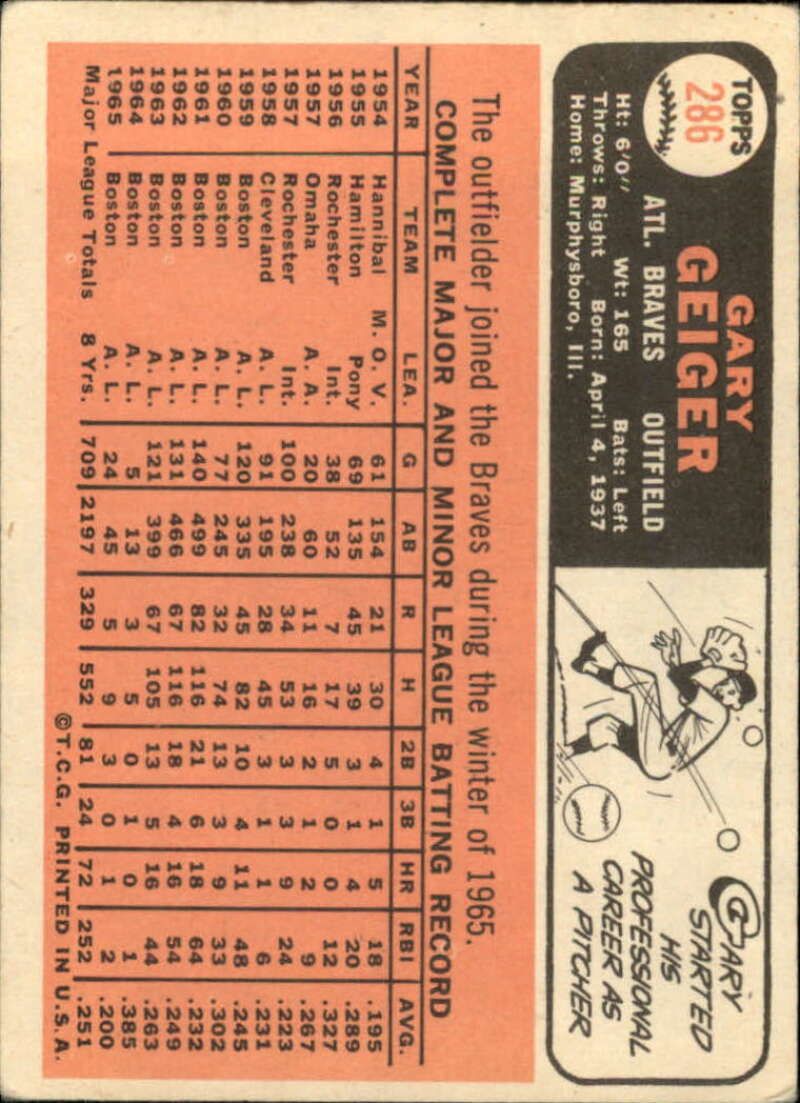 TOPPS
286
GARY
GEIGER
ATL. BRAVES OUTFIELD
Ht: 6'0" Wt: 165 Bats: Left
Throws: Right Born: April 4, 1937
Home: Murphysboro, Ill.
GARY
STARTED
HIS
PROFESSIONAL
CAREER AS
A PITCHER
The outfielder joined the Braves during the winter of 1965.
COMPLETE MAJOR AND MINOR LEAGUE BATTING RECORD
YEAR TEAM LEA. G AB R H 2B 3B HR RBI AVG.
1954 Hannibal M. O. V. 61 154 21 30 4 1 5 18 .195
1955 Hamilton Pony 69 135 45 39 3 1 4 20 .289
1956 Rochester Int. 38 52 7 17 5 0 0 12 .327
1957 Omaha A. A. 20 60 11 16 2 1 2 9 .267
1957 Rochester Int. 100 238 34 53 3 3 9 24 .223
1958 Cleveland A. L. 91 195 28 45 3 1 1 6 .231
1959 Boston A. L. 120 335 45 82 10 4 11 48 .245
1960 Boston A. L. 77 245 32 74 13 3 9 33 .302
1961 Boston A. L. 140 499 82 116 21 6 18 64 .232
1962 Boston A. L. 131 466 67 116 18 4 16 54 .249
1963 Boston A. L. 121 399 67 105 13 5 16 44 .263
1964 Boston A. L. 5 13 3 5 0 1 0 1 .385
1965 Boston A. L. 24 45 5 9 3 0 1 2 .200
Major League Totals 8 Yrs. 709 2197 329 552 81 24 72 252 .251
©T.C.G. PRINTED IN U.S.A.